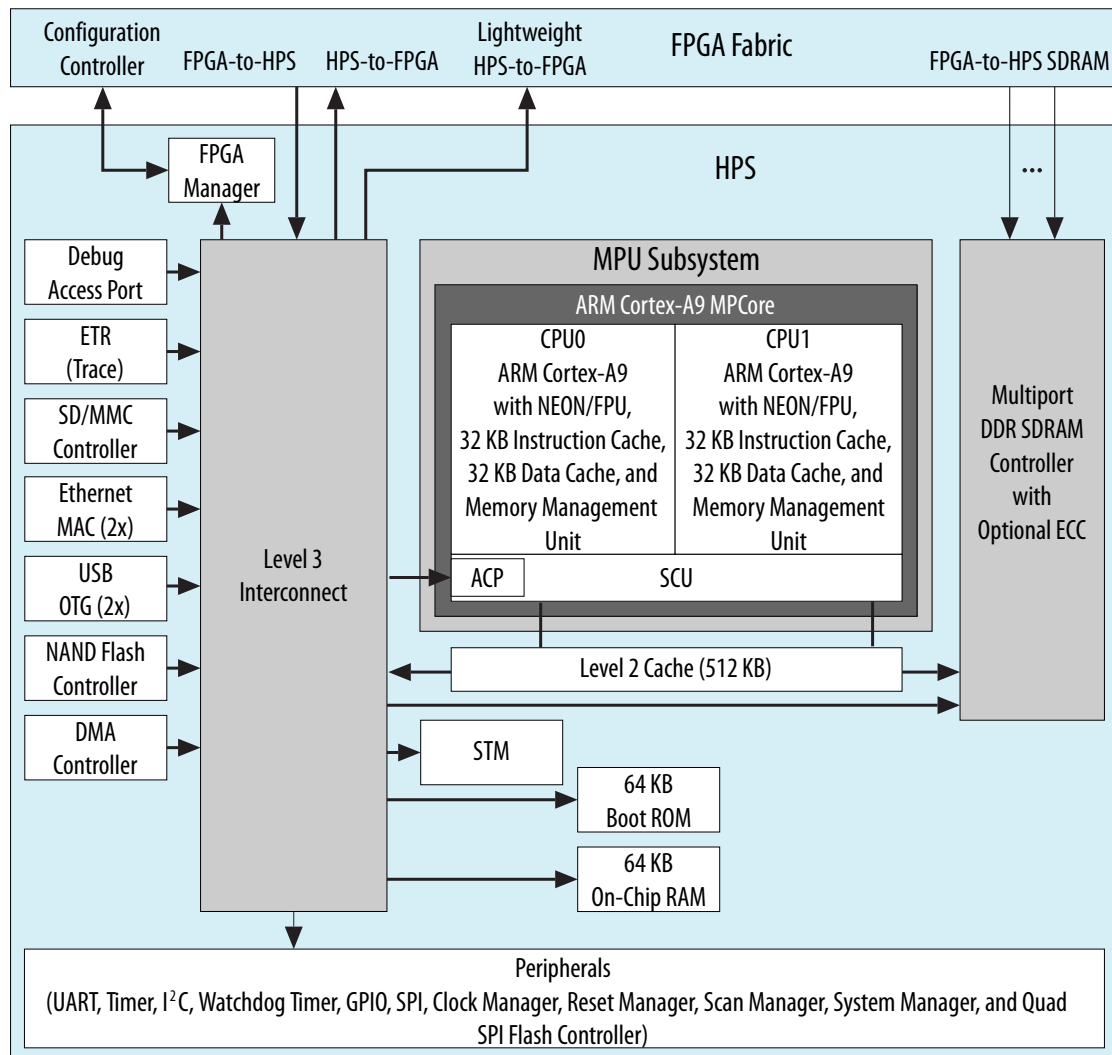 Configuration
Controller
FPGA-to-HPS
HPS-to-FPGA
Lightweight
HPS-to-FPGA
FPGA Fabric
FPGA-to-HPS SDRAM
FPGA
Manager
HPS
...
Debug
Access Port
ETR
(Trace)
SD/MMC
Controller
Ethernet
MAC (2x)
USB
OTG (2x)
NAND Flash
Controller
DMA
Controller
Level 3
Interconnect
MPU Subsystem
ARM Cortex-A9 MPCore
CPU0
ARM Cortex-A9
with NEON/FPU,
32 KB Instruction Cache,
32 KB Data Cache, and
Memory Management
Unit
CPU1
ARM Cortex-A9
with NEON/FPU,
32 KB Instruction Cache,
32 KB Data Cache, and
Memory Management
Unit
ACP
SCU
Level 2 Cache (512 KB)
Multiport
DDR SDRAM
Controller
with
Optional ECC
STM
64 KB
Boot ROM
64 KB
On-Chip RAM
Peripherals
(UART, Timer, I²C, Watchdog Timer, GPIO, SPI, Clock Manager, Reset Manager, Scan Manager, System Manager, and Quad
SPI Flash Controller)